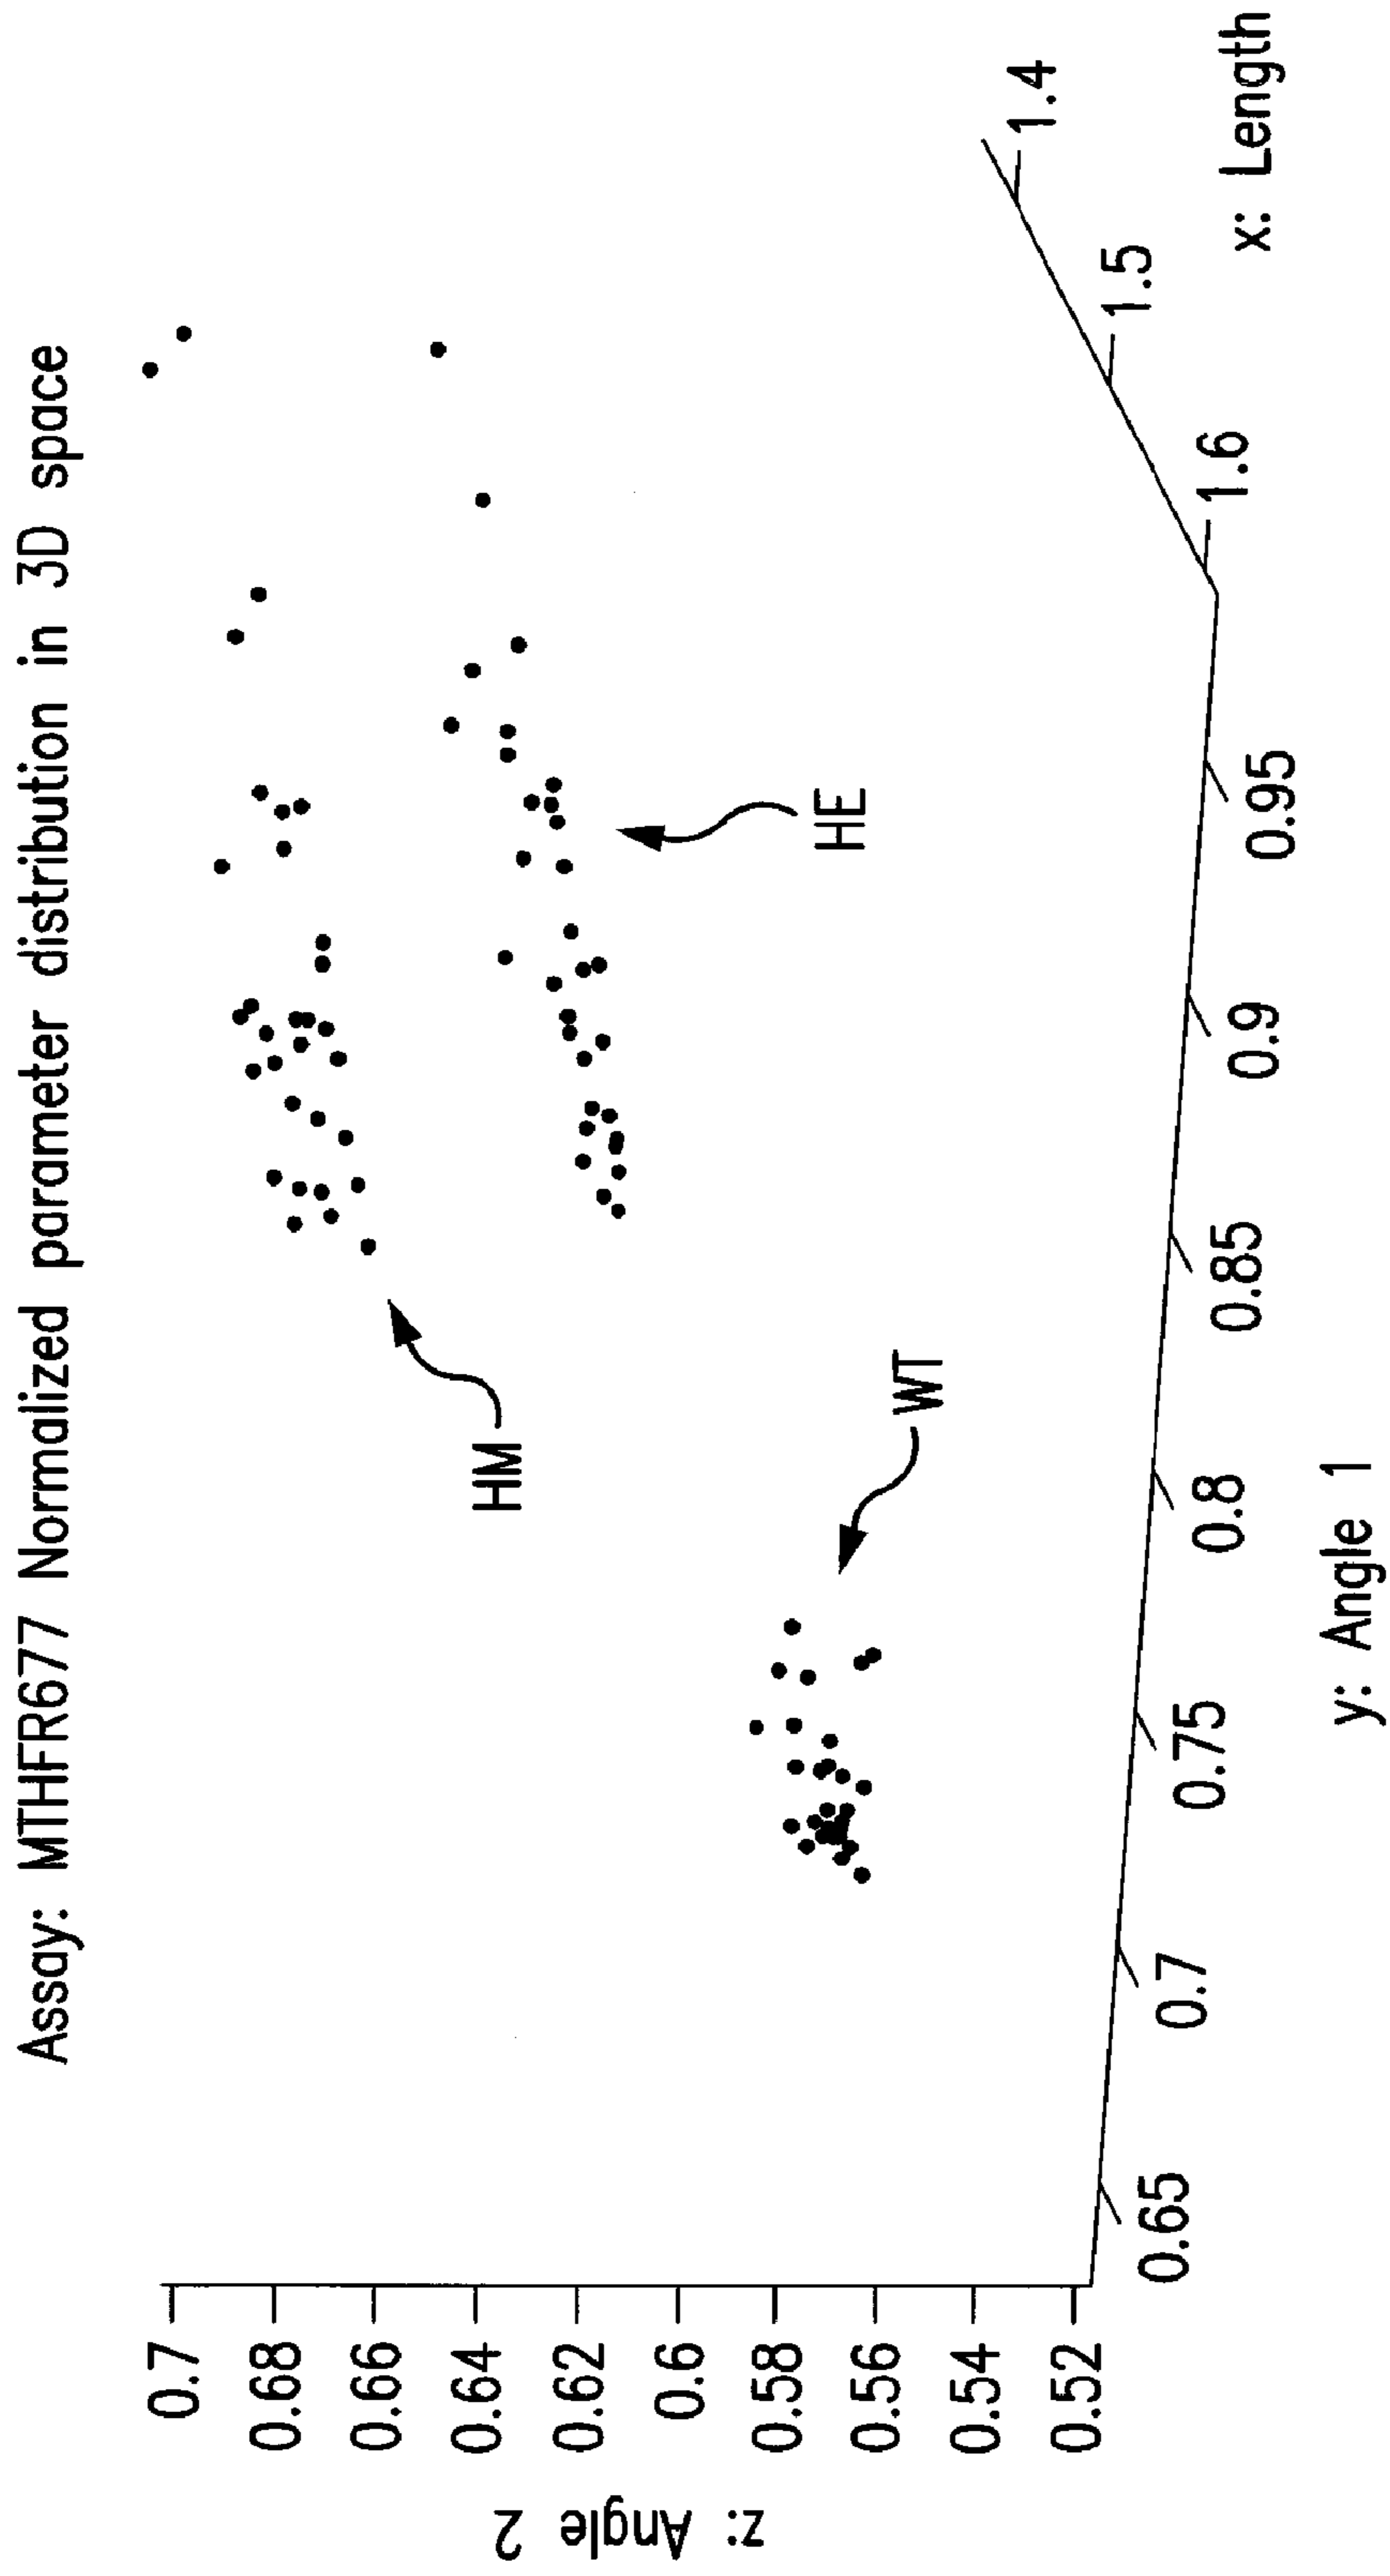 Assay: MTHFR677 Normalized parameter distribution in 3D space
z: Angle 2
0.7
0.68
0.66
0.64
0.62
0.6
0.58
0.56
0.54
0.52
HM
HE
WT
0.65
0.7
0.75
0.8
0.85
0.9
0.95
y: Angle 1
1.6
1.5
1.4
x: Length